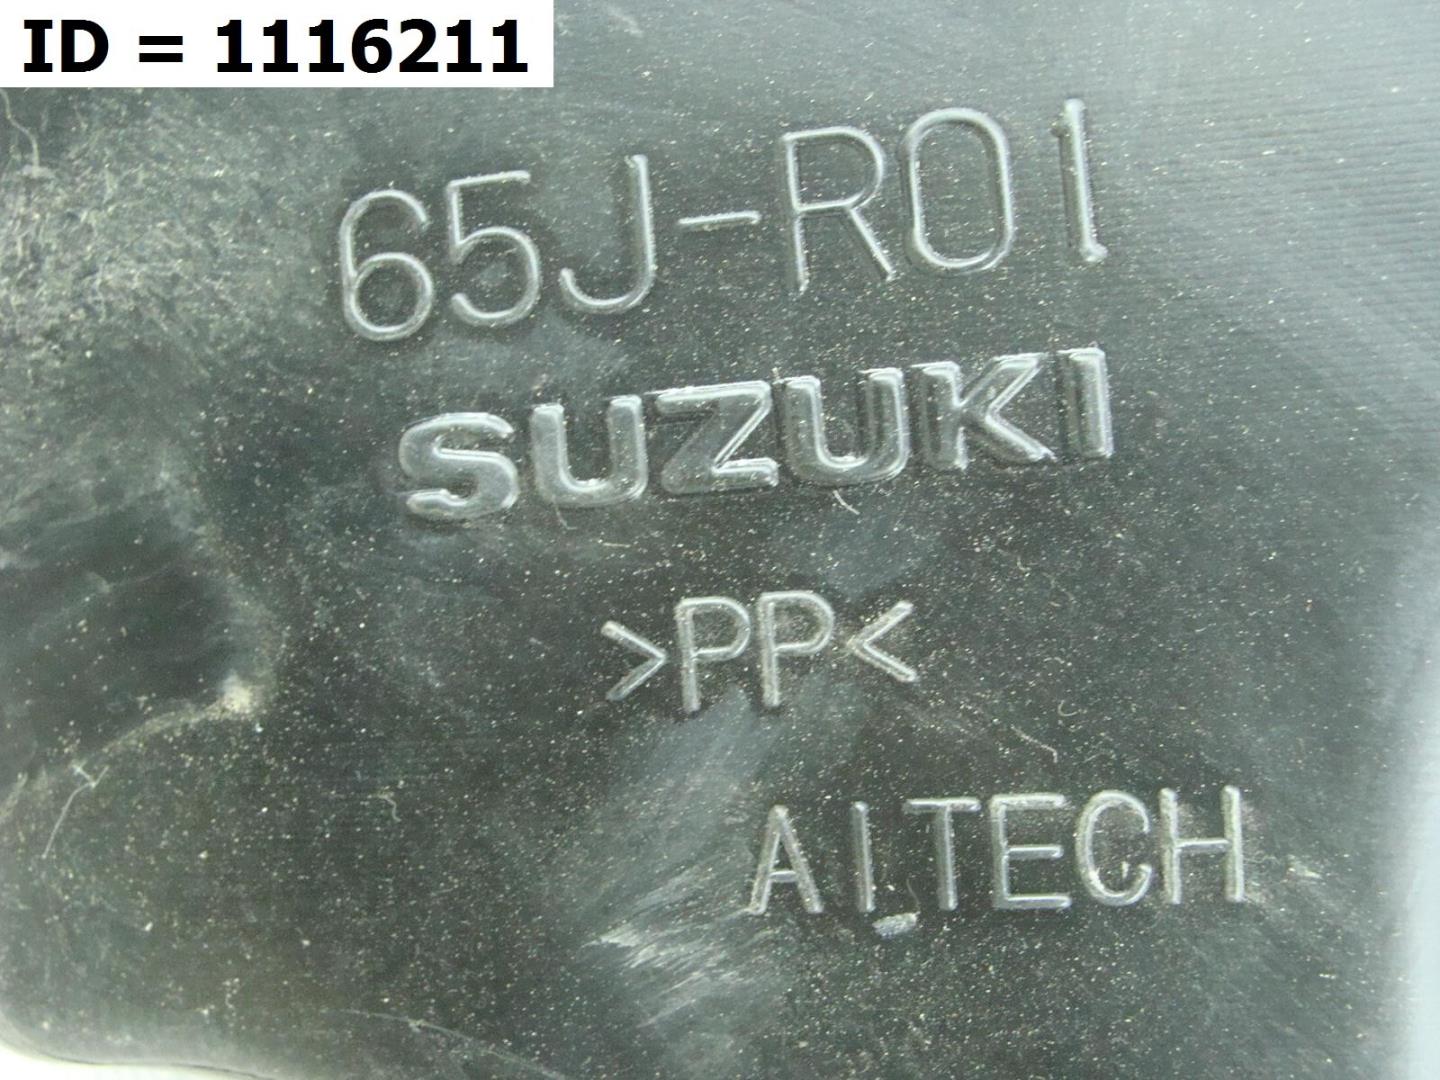 ID = 1116211
65J-R01
SUZUKI
>PP<
AITECH